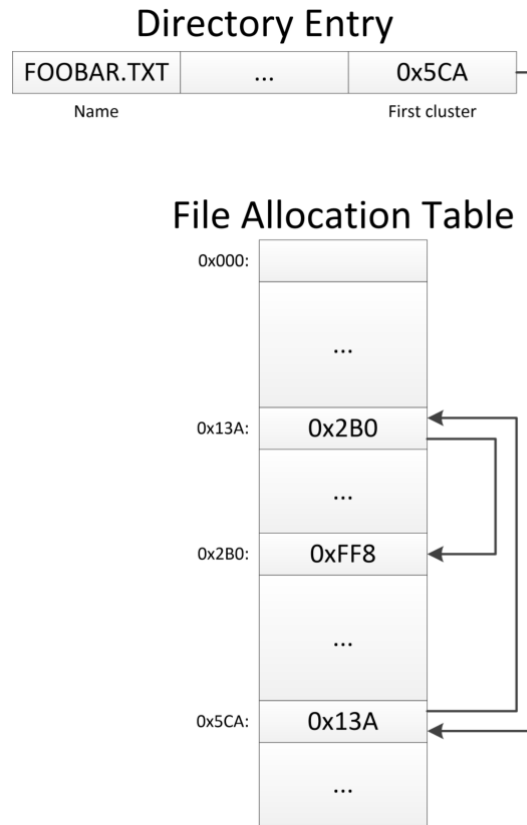 Directory Entry
FOOBAR.TXT ... 0x5CA
Name First cluster
File Allocation Table
0x000:
...
0x13A: 0x2B0
...
0x2B0: 0xFF8
...
0x5CA: 0x13A
...